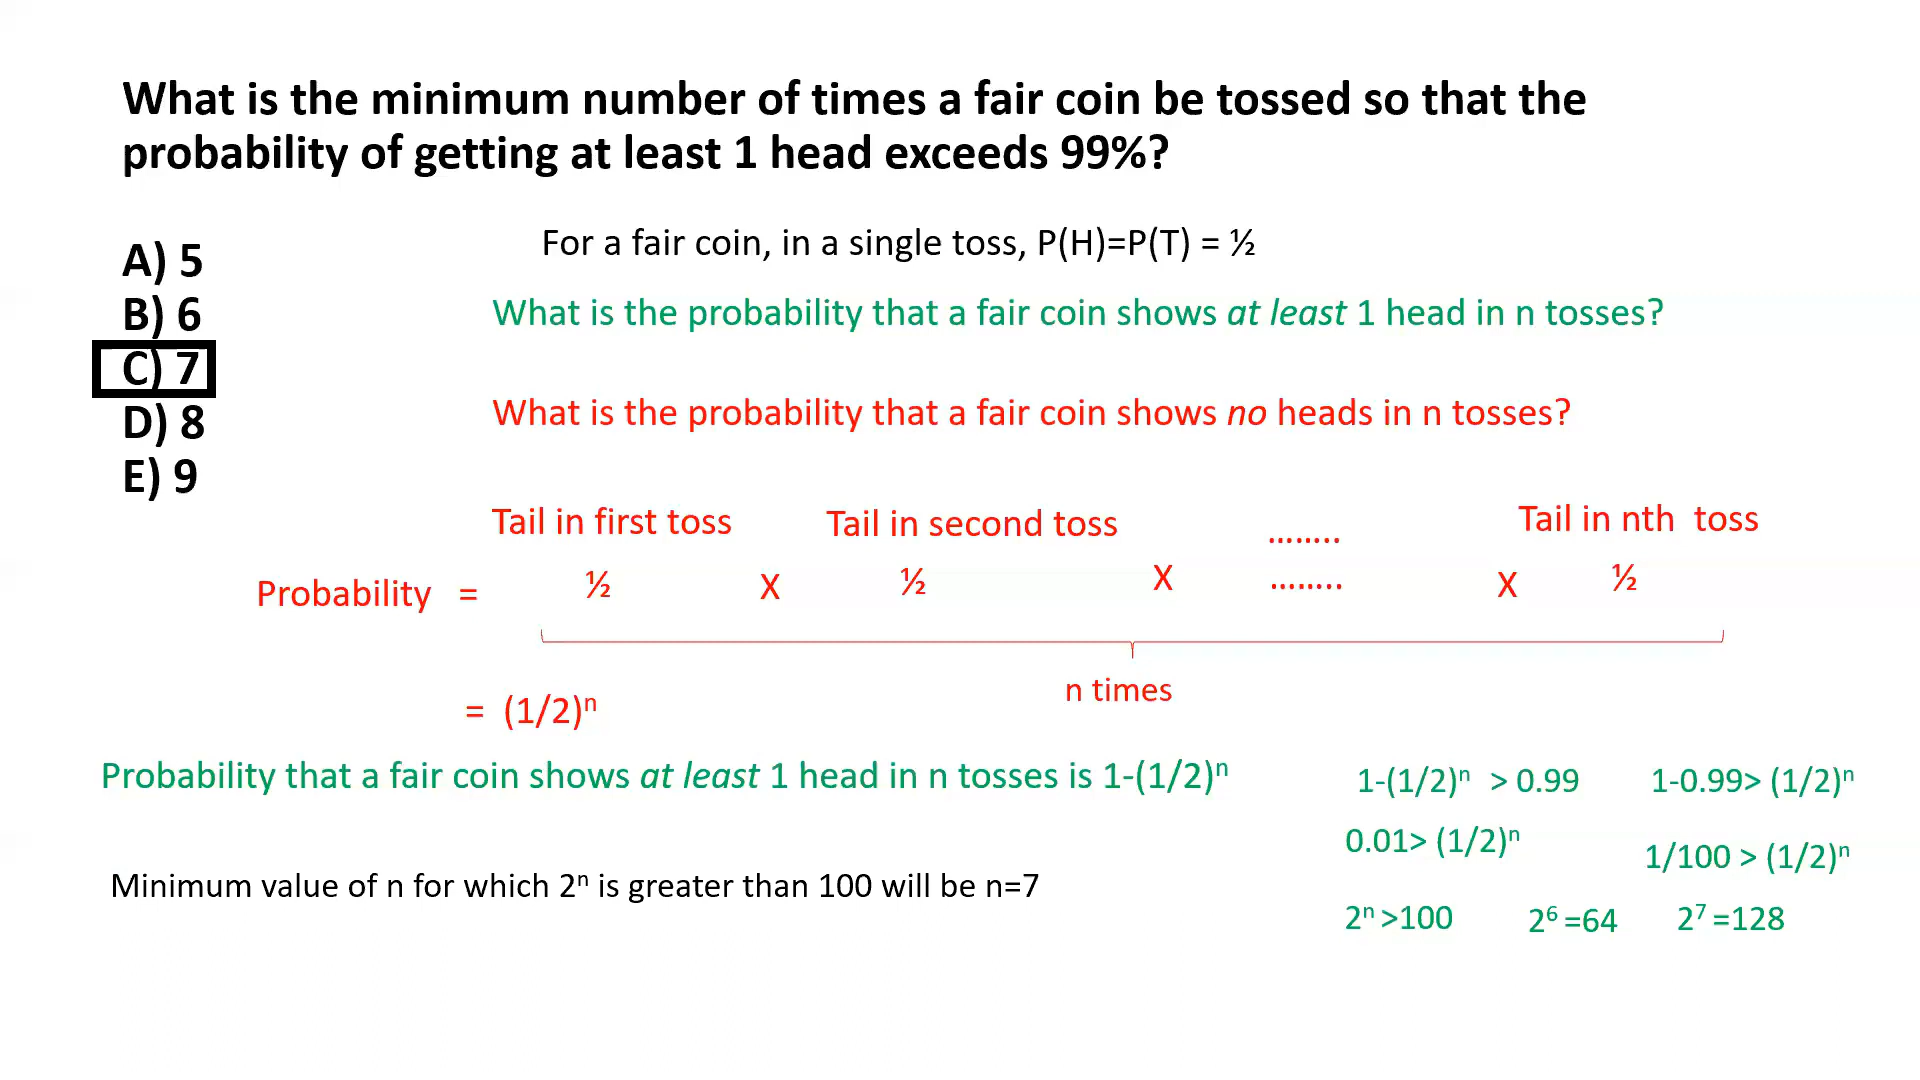 What is the minimum number of times a fair coin be tossed so that the
probability of getting at least 1 head exceeds 99%?
A) 5
B) 6
C) 7
D) 8
E) 9
For a fair coin, in a single toss, P(H)=P(T) = ½
What is the probability that a fair coin shows at least 1 head in n tosses?
What is the probability that a fair coin shows no heads in n tosses?
Tail in first toss Tail in second toss …….. Tail in nth toss
Probability = ½ X ½ X …….. X ½
n times
= (1/2)ⁿ
Probability that a fair coin shows at least 1 head in n tosses is 1-(1/2)ⁿ
1-(1/2)ⁿ > 0.99 1-0.99> (1/2)ⁿ
0.01> (1/2)ⁿ 1/100 > (1/2)ⁿ
Minimum value of n for which 2ⁿ is greater than 100 will be n=7
2ⁿ >100 2⁶ =64 2⁷ =128